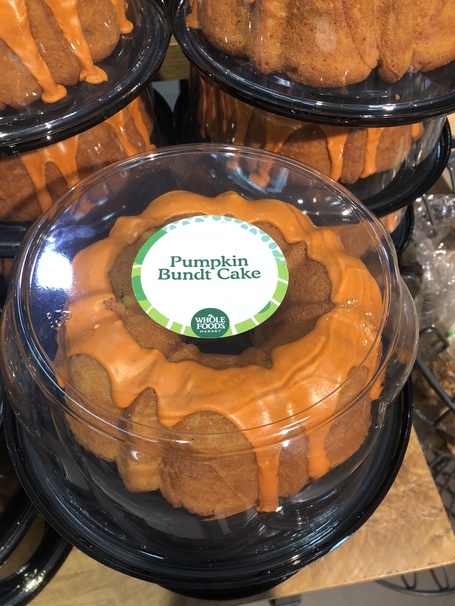 Pumpkin
Bundt Cake
WHOLE
FOODS
MARKET